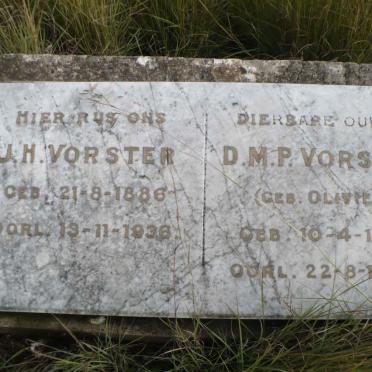 HIER RUS ONS
J.H. VORSTER
GEB. 21-8-1886
OORL. 13-11-1936.
DIERBARE OU
D.M.P. VORS
(GEB. OLIVIE
GEB. 10-4-1
OORL. 22-8-